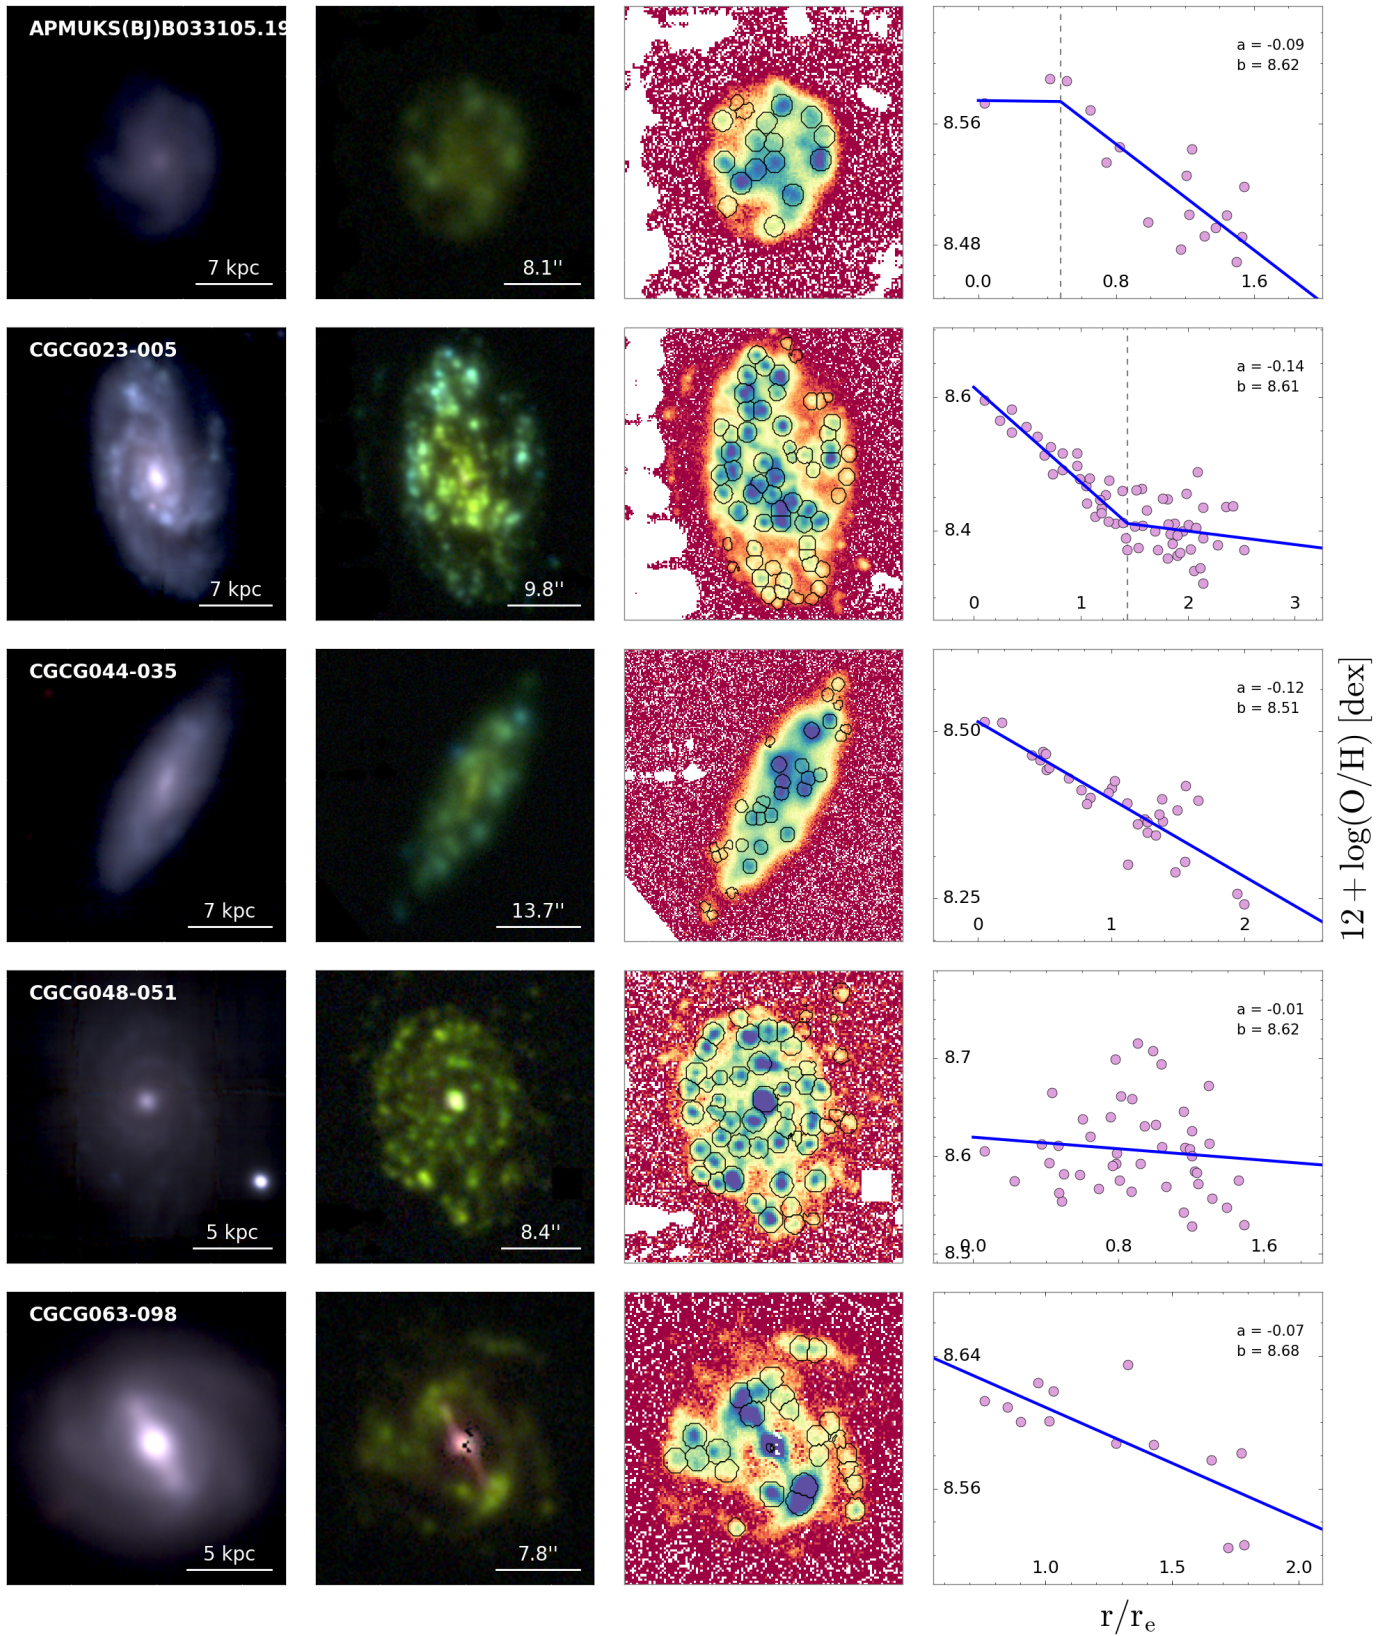 APMUKS(BJ)B033105.19
7 kpc
8.1''
a = -0.09
b = 8.62
8.56
8.48
0.0 0.8 1.6
CGCG023-005
7 kpc
9.8''
a = -0.14
b = 8.61
8.6
8.4
0 1 2 3
CGCG044-035
7 kpc
13.7''
a = -0.12
b = 8.51
8.50
8.25
0 1 2
12 + log(O/H) [dex]
CGCG048-051
5 kpc
8.4''
a = -0.01
b = 8.62
8.7
8.6
8.5
0.0 0.8 1.6
CGCG063-098
5 kpc
7.8''
a = -0.07
b = 8.68
8.64
8.56
1.0 1.5 2.0
r/r_e